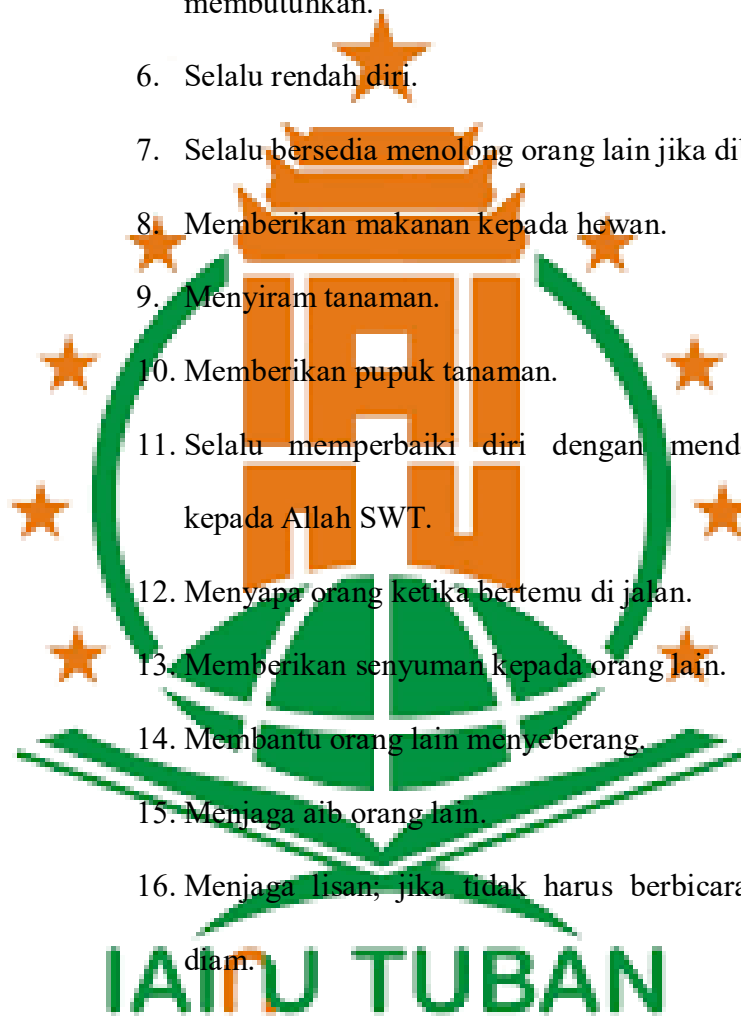 membutuhkan.
6. Selalu rendah diri.
7. Selalu bersedia menolong orang lain jika
8. Memberikan makanan kepada hewan.
9. Menyiram tanaman.
10. Memberikan pupuk tanaman.
11. Selalu memperbaiki diri dengan
kepada Allah SWT.
12. Menyapa orang ketika bertemu di jalan.
13. Memberikan senyuman kepada orang lain.
14. Membantu orang lain menyeberang.
15. Menjaga aib orang lain.
16. Menjaga lisan; jika tidak harus berbicara
diam.
IAINU TUBAN